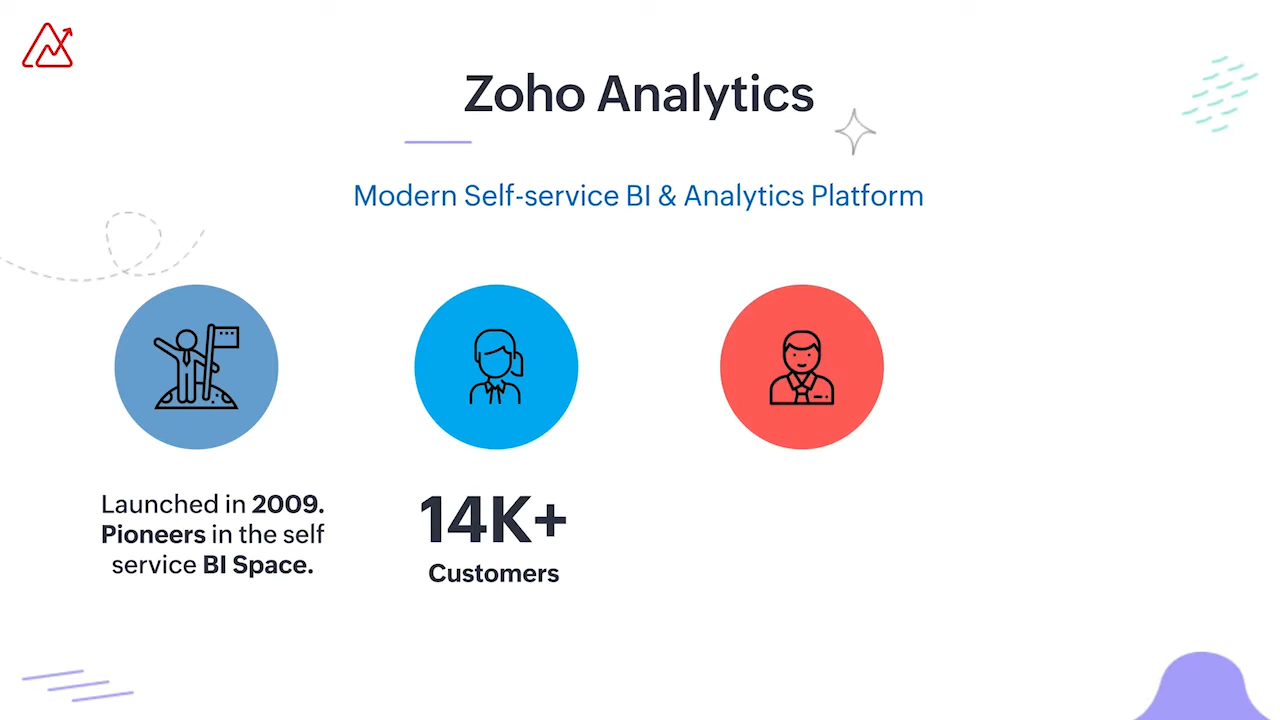 Zoho Analytics
Modern Self-service BI & Analytics Platform
Launched in 2009.
Pioneers in the self
service BI Space.
14K+
Customers